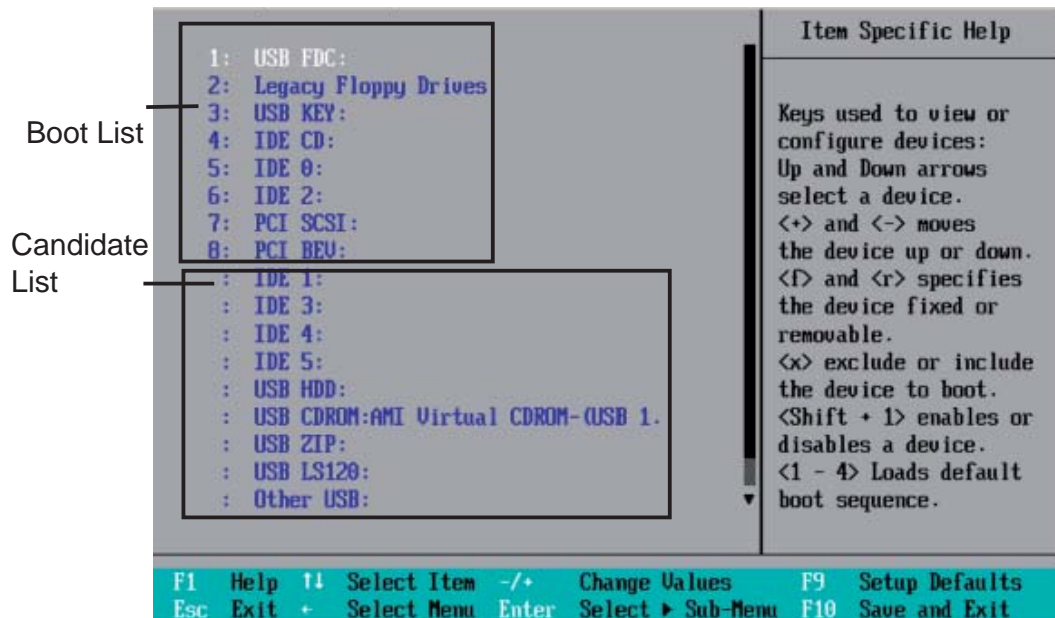 Boot List
Candidate
List
1: USB FDC:
2: Legacy Floppy Drives
3: USB KEY:
4: IDE CD:
5: IDE 0:
6: IDE 2:
7: PCI SCSI:
8: PCI BEV:
: IDE 1:
: IDE 3:
: IDE 4:
: IDE 5:
: USB HDD:
: USB CDROM:AMI Virtual CDROM-(USB 1.
: USB ZIP:
: USB LS120:
: Other USB:
Item Specific Help
Keys used to view or
configure devices:
Up and Down arrows
select a device.
<+> and <-> moves
the device up or down.
<f> and <r> specifies
the device fixed or
removable.
<x> exclude or include
the device to boot.
<Shift + 1> enables or
disables a device.
<1 - 4> Loads default
boot sequence.
F1 Help ↑↓ Select Item -/+ Change Values F9 Setup Defaults
Esc Exit ← Select Menu Enter Select ▶ Sub-Menu F10 Save and Exit